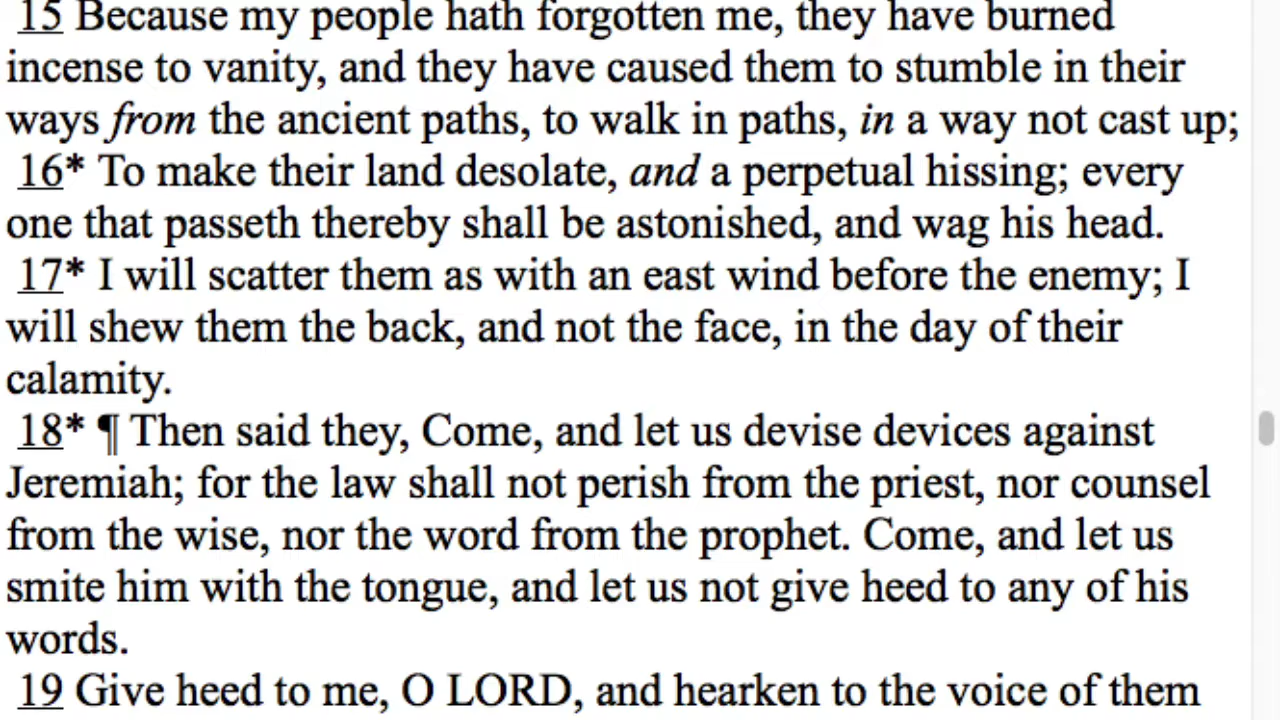 15 Because my people hath forgotten me, they have burned
incense to vanity, and they have caused them to stumble in their
ways from the ancient paths, to walk in paths, in a way not cast up;
16* To make their land desolate, and a perpetual hissing; every
one that passeth thereby shall be astonished, and wag his head.
17* I will scatter them as with an east wind before the enemy; I
will shew them the back, and not the face, in the day of their
calamity.
18* ¶ Then said they, Come, and let us devise devices against
Jeremiah; for the law shall not perish from the priest, nor counsel
from the wise, nor the word from the prophet. Come, and let us
smite him with the tongue, and let us not give heed to any of his
words.
19 Give heed to me, O LORD, and hearken to the voice of them